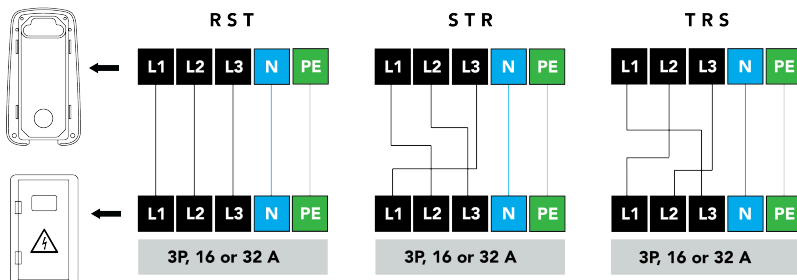 RST STR TRS
L1 L2 L3 N PE L1 L2 L3 N PE L1 L2 L3 N PE
L1 L2 L3 N PE L1 L2 L3 N PE L1 L2 L3 N PE
3P, 16 or 32 A 3P, 16 or 32 A 3P, 16 or 32 A